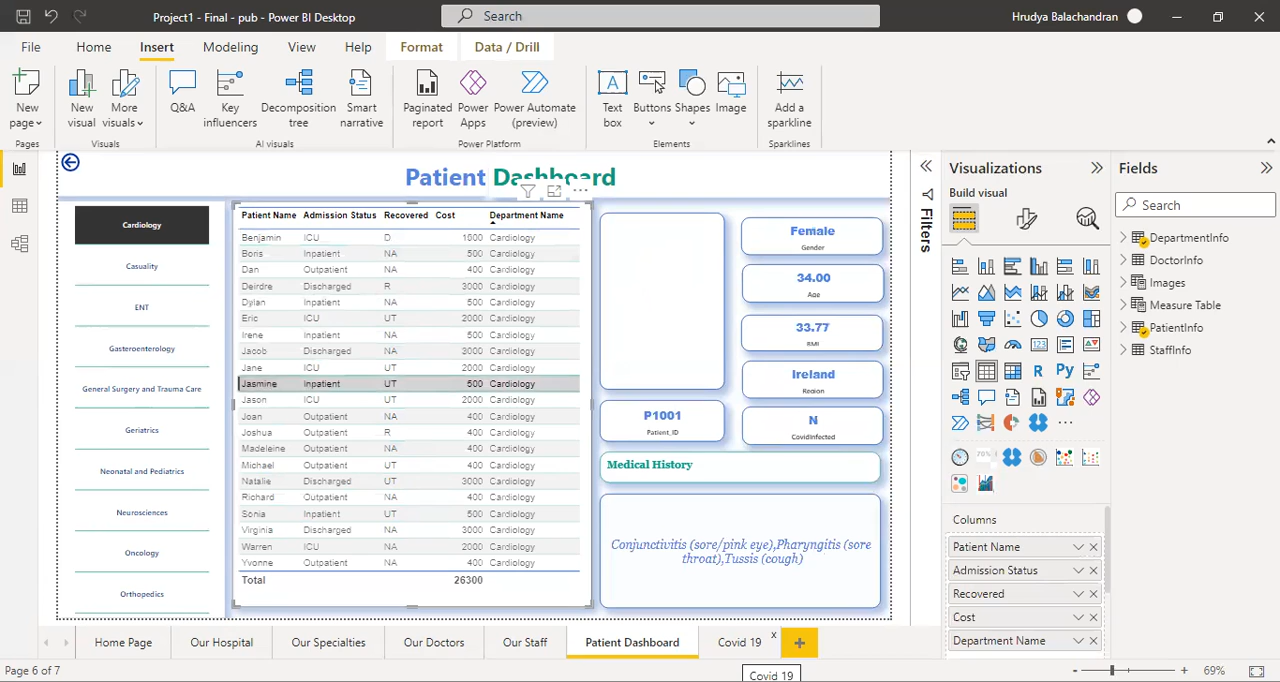 Project1 - Final - pub - Power BI Desktop
Search
Hrudya Balachandran
File Home Insert Modeling View Help Format Data / Drill
New page
New visual
More visuals
Q&A
Key influencers
Decomposition tree
Smart narrative
Paginated report
Power Apps
Power Automate (preview)
Text box
Buttons
Shapes
Image
Add a sparkline
Pages Visuals AI visuals Power Platform Elements Sparklines
Patient Dashboard
Cardiology
Casuality
ENT
Gasteroenterology
General Surgery and Trauma Care
Geriatrics
Neonatal and Pediatrics
Neurosciences
Oncology
Orthopedics
Patient Name Admission Status Recovered Cost Department Name
Benjamin ICU D 1000 Cardiology
Boris Inpatient NA 500 Cardiology
Dan Outpatient NA 400 Cardiology
Deirdre Discharged R 3000 Cardiology
Dylan Inpatient NA 500 Cardiology
Eric ICU UT 2000 Cardiology
Irene Inpatient NA 500 Cardiology
Jacob Discharged NA 3000 Cardiology
Jane ICU UT 2000 Cardiology
Jasmine Inpatient UT 500 Cardiology
Jason ICU UT 2000 Cardiology
Joan Outpatient NA 400 Cardiology
Joshua Outpatient R 400 Cardiology
Madeleine Outpatient NA 400 Cardiology
Michael Outpatient UT 400 Cardiology
Natalie Discharged UT 3000 Cardiology
Richard Outpatient NA 400 Cardiology
Sonia Inpatient UT 500 Cardiology
Virginia Discharged NA 3000 Cardiology
Warren ICU NA 2000 Cardiology
Yvonne Outpatient NA 400 Cardiology
Total 26300
P1001
Patient_ID
Female
Gender
34.00
Age
33.77
BMI
Ireland
Region
N
CovidInfected
Medical History
Conjunctivitis (sore/pink eye),Pharyngitis (sore
throat),Tussis (cough)
Filters
Visualizations
Build visual
Columns
Patient Name
Admission Status
Recovered
Cost
Department Name
Fields
Search
DepartmentInfo
DoctorInfo
Images
Measure Table
PatientInfo
StaffInfo
Home Page Our Hospital Our Specialties Our Doctors Our Staff Patient Dashboard Covid 19
Covid 19
Page 6 of 7
69%